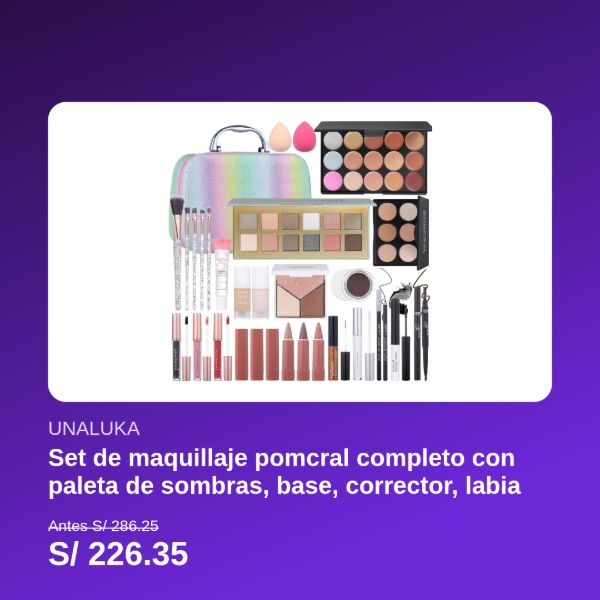 UNALUKA
Set de maquillaje pomcral completo con
paleta de sombras, base, corrector, labia
Antes S/ 286.25
S/ 226.35